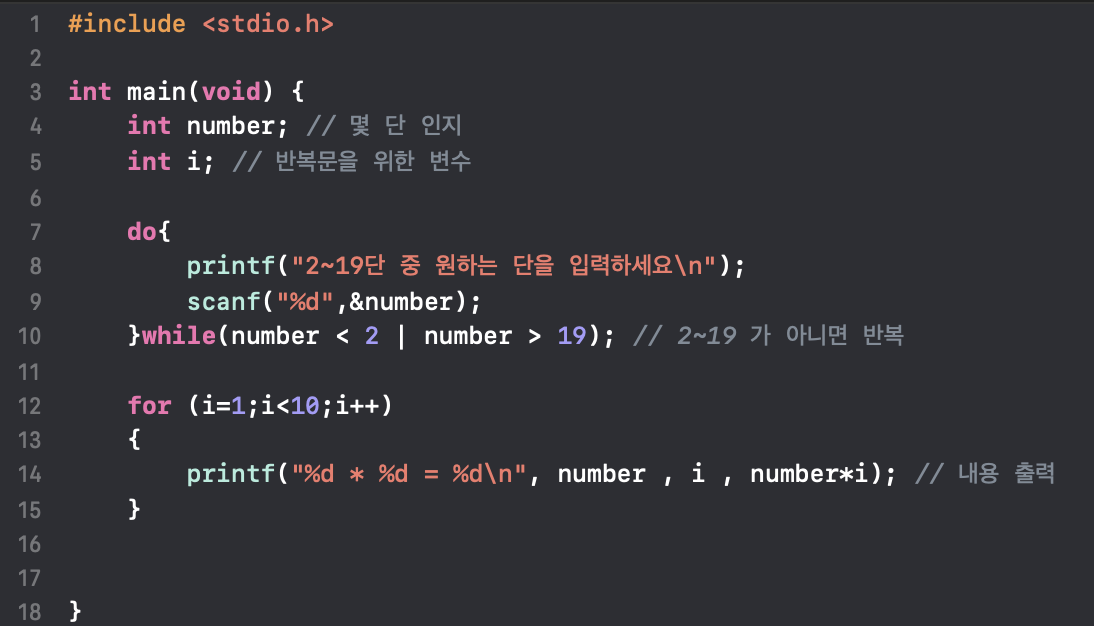 1 #include <stdio.h>
2
3 int main(void) {
4     int number; // 몇 단 인지
5     int i; // 반복문을 위한 변수
6
7     do{
8         printf("2~19단 중 원하는 단을 입력하세요\n");
9         scanf("%d",&number);
10     }while(number < 2 | number > 19); // 2~19 가 아니면 반복
11
12     for (i=1;i<10;i++)
13     {
14         printf("%d * %d = %d\n", number , i , number*i); // 내용 출력
15     }
16
17
18 }